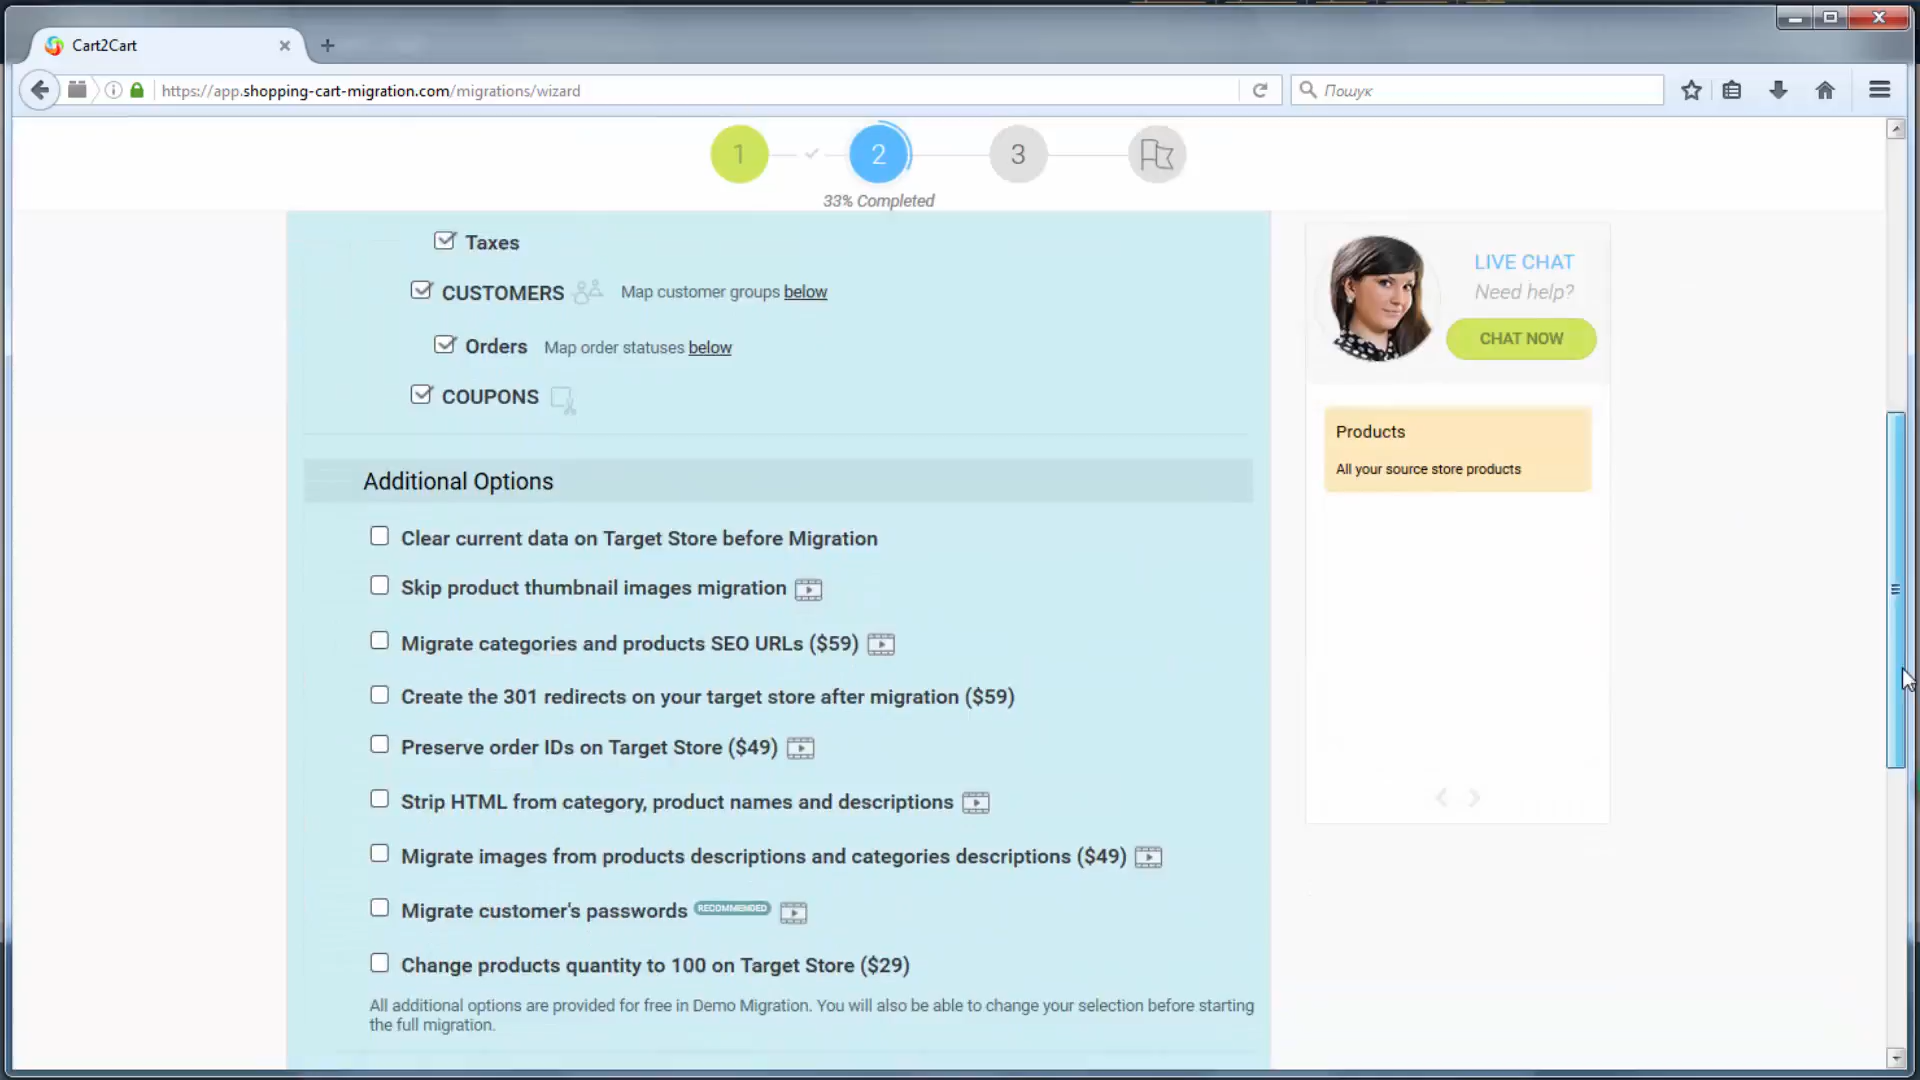 Cart2Cart
https://app.shopping-cart-migration.com/migrations/wizard
Пошук
1
2
3
33% Completed
Taxes
CUSTOMERS Map customer groups below
Orders Map order statuses below
COUPONS
Additional Options
Clear current data on Target Store before Migration
Skip product thumbnail images migration
Migrate categories and products SEO URLs ($59)
Create the 301 redirects on your target store after migration ($59)
Preserve order IDs on Target Store ($49)
Strip HTML from category, product names and descriptions
Migrate images from products descriptions and categories descriptions ($49)
Migrate customer's passwords RECOMMENDED
Change products quantity to 100 on Target Store ($29)
All additional options are provided for free in Demo Migration. You will also be able to change your selection before starting
the full migration.
LIVE CHAT
Need help?
CHAT NOW
Products
All your source store products